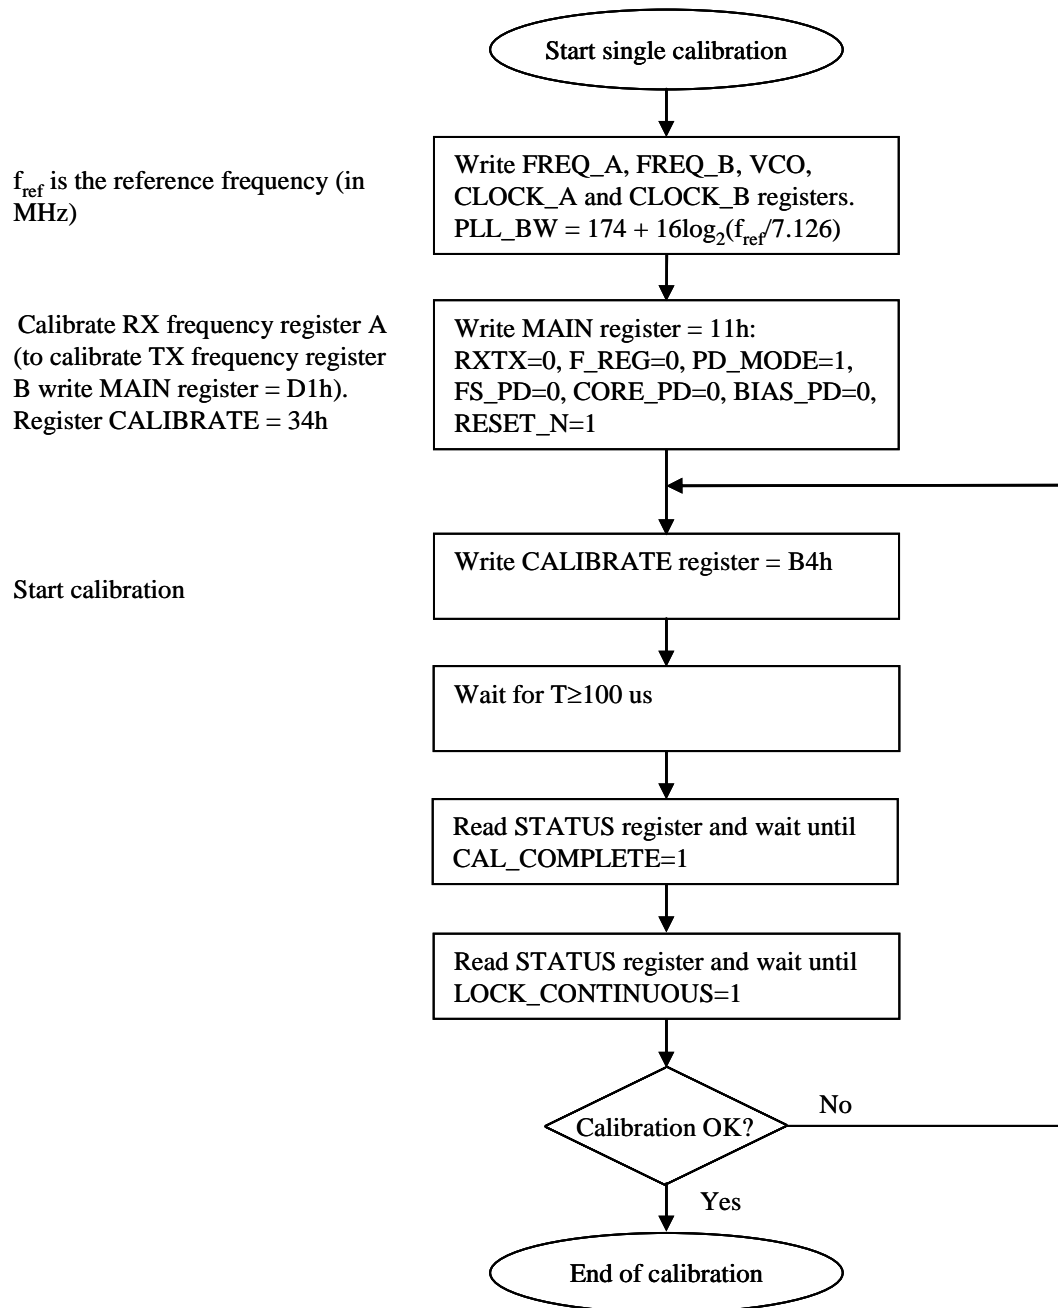 Start single calibration
f_ref is the reference frequency (in
MHz)
Write FREQ_A, FREQ_B, VCO,
CLOCK_A and CLOCK_B registers.
PLL_BW = 174 + 16log₂(f_ref/7.126)
Calibrate RX frequency register A
(to calibrate TX frequency register
B write MAIN register = D1h).
Register CALIBRATE = 34h
Write MAIN register = 11h:
RXTX=0, F_REG=0, PD_MODE=1,
FS_PD=0, CORE_PD=0, BIAS_PD=0,
RESET_N=1
Start calibration
Write CALIBRATE register = B4h
Wait for T≥100 us
Read STATUS register and wait until
CAL_COMPLETE=1
Read STATUS register and wait until
LOCK_CONTINUOUS=1
Calibration OK?
No
Yes
End of calibration